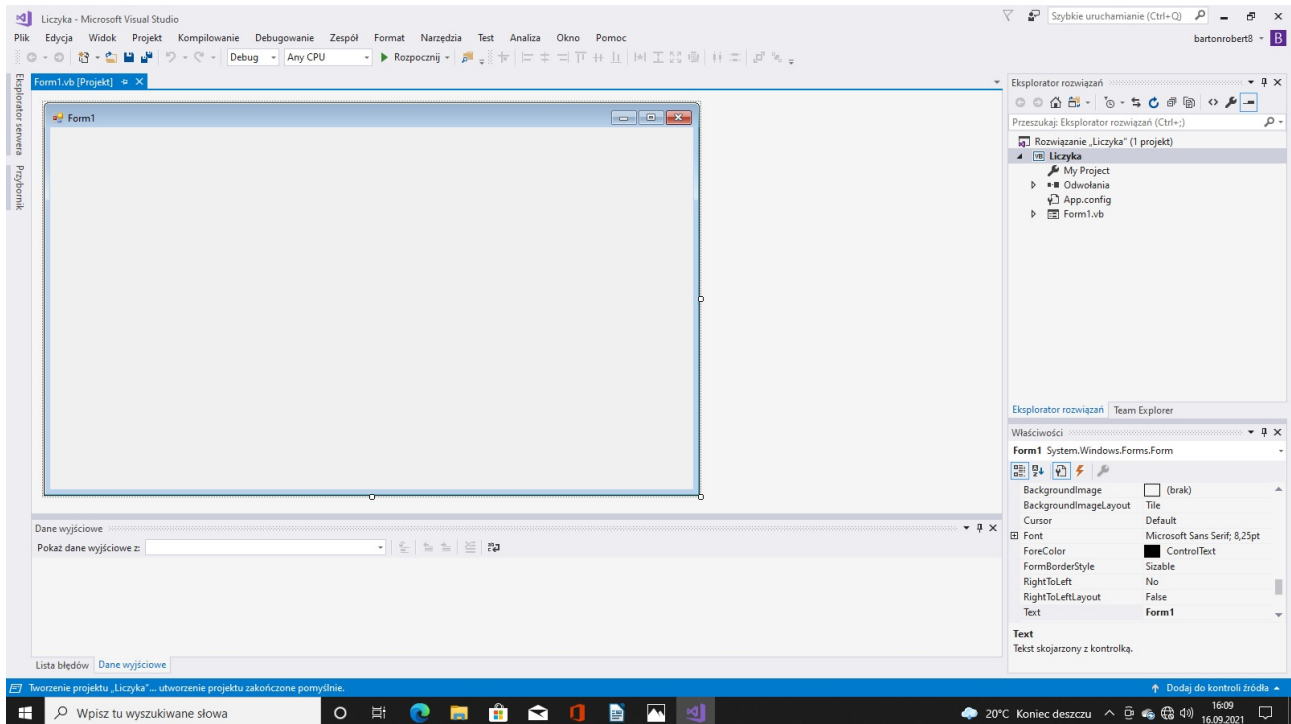 Liczyka - Microsoft Visual Studio
Szybkie uruchamianie (Ctrl+Q)
Plik Edycja Widok Projekt Kompilowanie Debugowanie Zespół Format Narzędzia Test Analiza Okno Pomoc
bartonrobert8
B
Debug
Any CPU
Rozpocznij
Eksplorator serwera
Przybornik
Form1.vb [Projekt]
Form1
Eksplorator rozwiązań
Przeszukaj: Eksplorator rozwiązań (Ctrl+;)
Rozwiązanie „Liczyka" (1 projekt)
VB Liczyka
My Project
Odwołania
App.config
Form1.vb
Eksplorator rozwiązań Team Explorer
Właściwości
Form1 System.Windows.Forms.Form
BackgroundImage (brak)
BackgroundImageLayout Tile
Cursor Default
Font Microsoft Sans Serif; 8,25pt
ForeColor ControlText
FormBorderStyle Sizable
RightToLeft No
RightToLeftLayout False
Text Form1
Text
Tekst skojarzony z kontrolką.
Dane wyjściowe
Pokaż dane wyjściowe z:
Lista błędów Dane wyjściowe
Tworzenie projektu „Liczyka"... utworzenie projektu zakończone pomyślnie.
Dodaj do kontroli źródła
Wpisz tu wyszukiwane słowa
20°C Koniec deszczu
16:09
16.09.2021